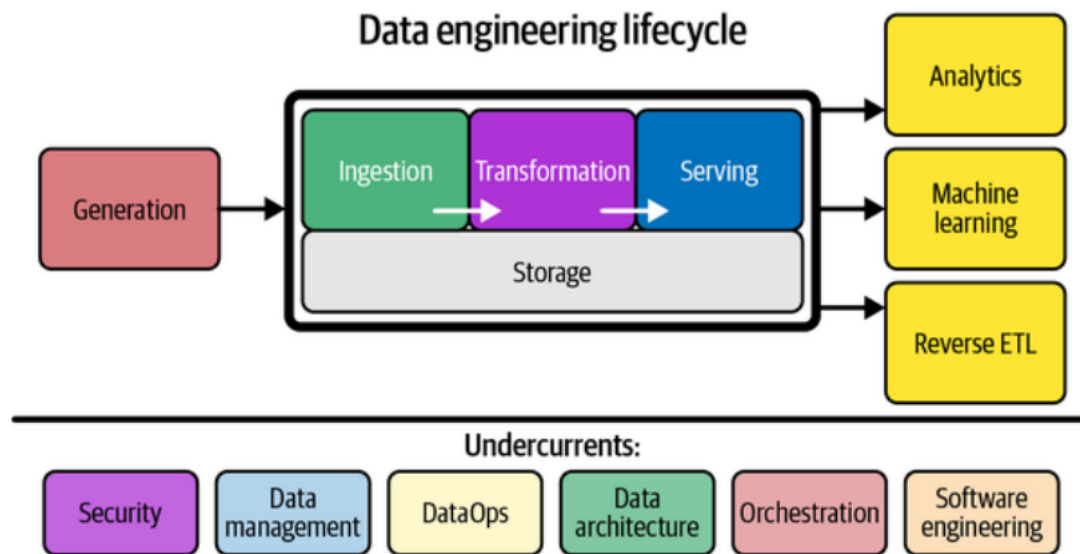 Data engineering lifecycle
Generation
Ingestion
Transformation
Serving
Storage
Analytics
Machine
learning
Reverse ETL
Undercurrents:
Security
Data
management
DataOps
Data
architecture
Orchestration
Software
engineering